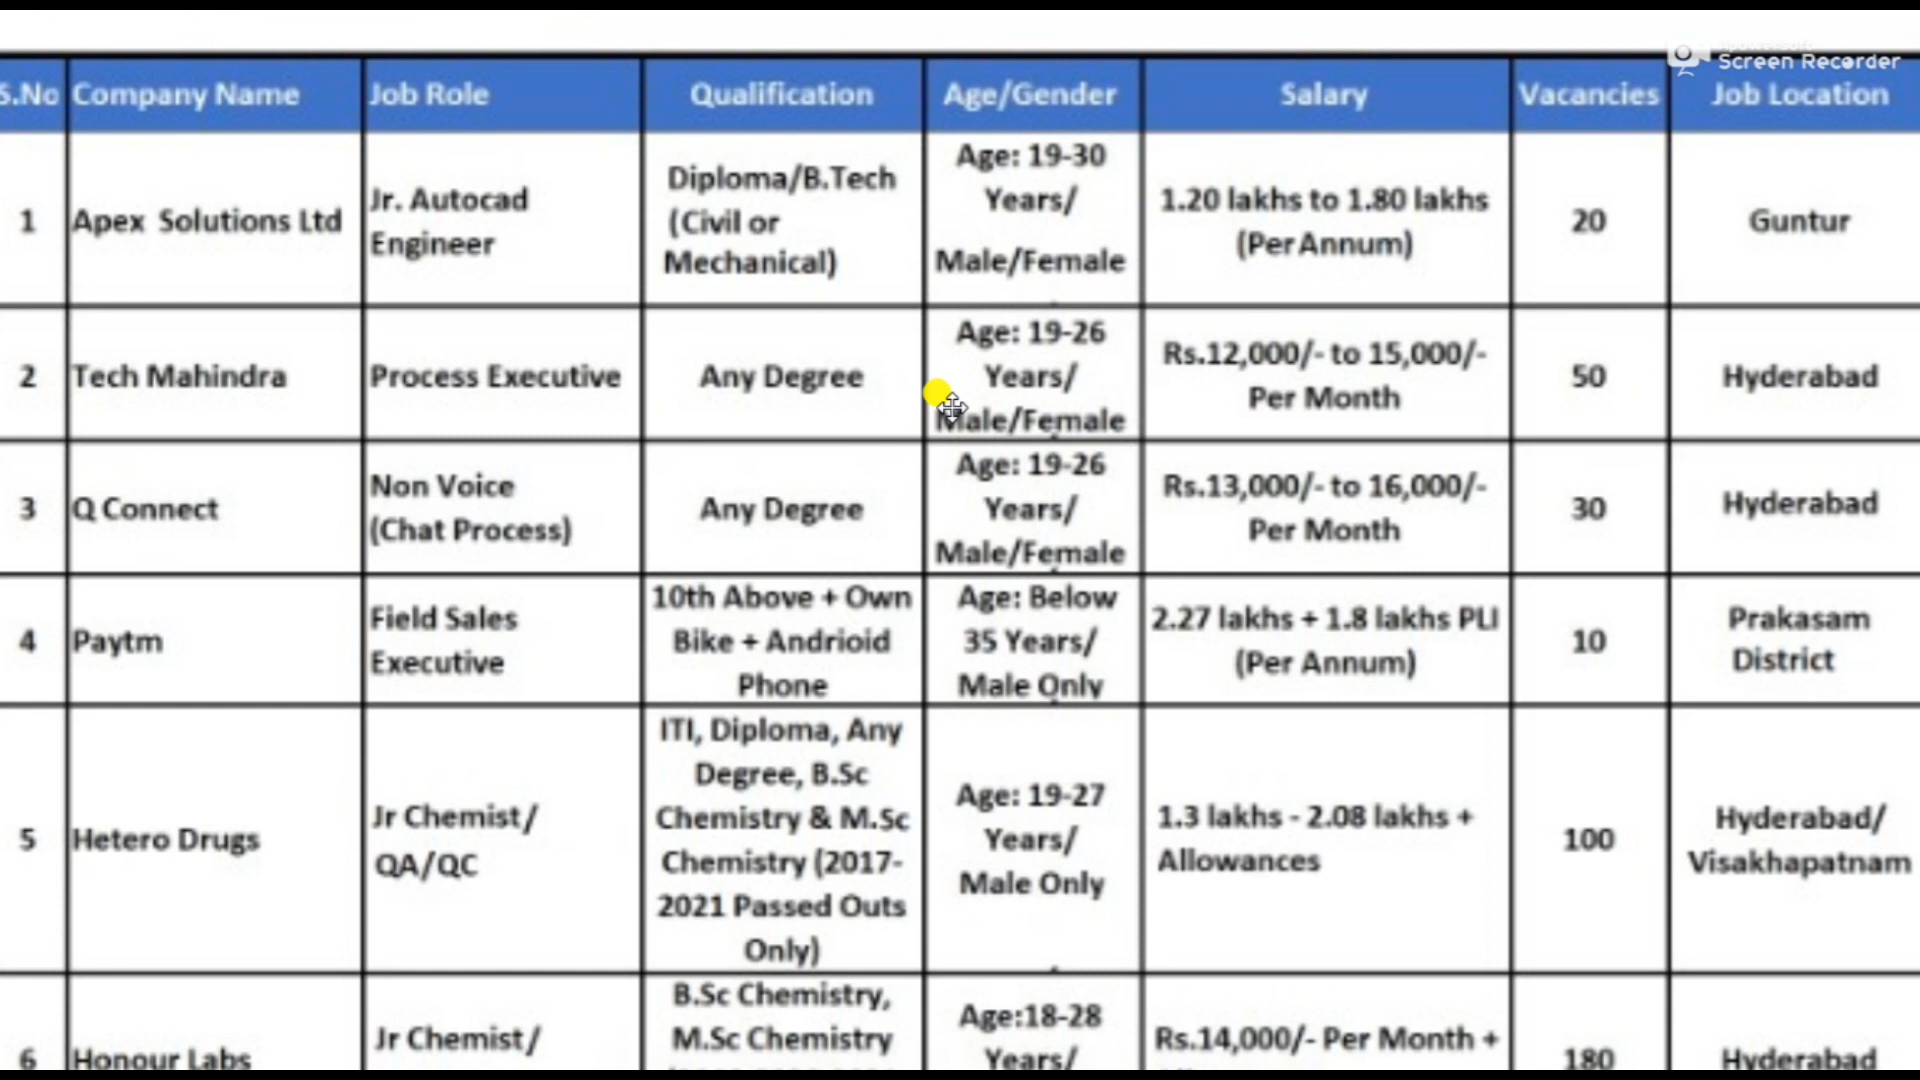 Screen Recorder
S.No Company Name Job Role Qualification Age/Gender Salary Vacancies Job Location
1
Apex Solutions Ltd
Jr. Autocad
Engineer
Diploma/B.Tech
(Civil or
Mechanical)
Age: 19-30
Years/
Male/Female
1.20 lakhs to 1.80 lakhs
(Per Annum)
20
Guntur
2
Tech Mahindra
Process Executive
Any Degree
Age: 19-26
Years/
Male/Female
Rs.12,000/- to 15,000/-
Per Month
50
Hyderabad
3
Q Connect
Non Voice
(Chat Process)
Any Degree
Age: 19-26
Years/
Male/Female
Rs.13,000/- to 16,000/-
Per Month
30
Hyderabad
4
Paytm
Field Sales
Executive
10th Above + Own
Bike + Andrioid
Phone
Age: Below
35 Years/
Male Only
2.27 lakhs + 1.8 lakhs PLI
(Per Annum)
10
Prakasam
District
5
Hetero Drugs
Jr Chemist/
QA/QC
ITI, Diploma, Any
Degree, B.Sc
Chemistry & M.Sc
Chemistry (2017-
2021 Passed Outs
Only)
Age: 19-27
Years/
Male Only
1.3 lakhs - 2.08 lakhs +
Allowances
100
Hyderabad/
Visakhapatnam
6
Honour Labs
Jr Chemist/
B.Sc Chemistry,
M.Sc Chemistry
Age:18-28
Years/
Rs.14,000/- Per Month +
180
Hyderabad